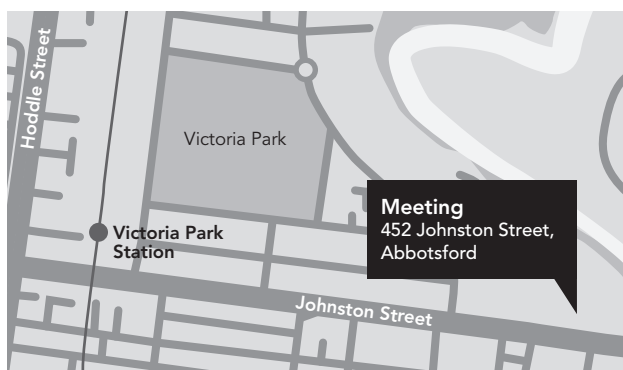 Hoddle Street
Victoria Park
Victoria Park
Station
Meeting
452 Johnston Street,
Abbotsford
Johnston Street